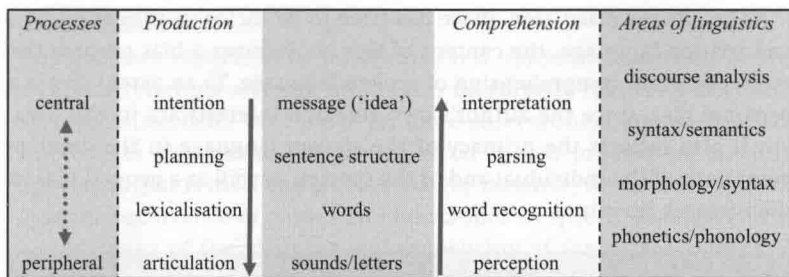 Processes Production Comprehension Areas of linguistics
discourse analysis
central intention message (‘idea’) interpretation
syntax/semantics
planning sentence structure parsing
morphology/syntax
lexicalisation words word recognition
phonetics/phonology
peripheral articulation sounds/letters perception